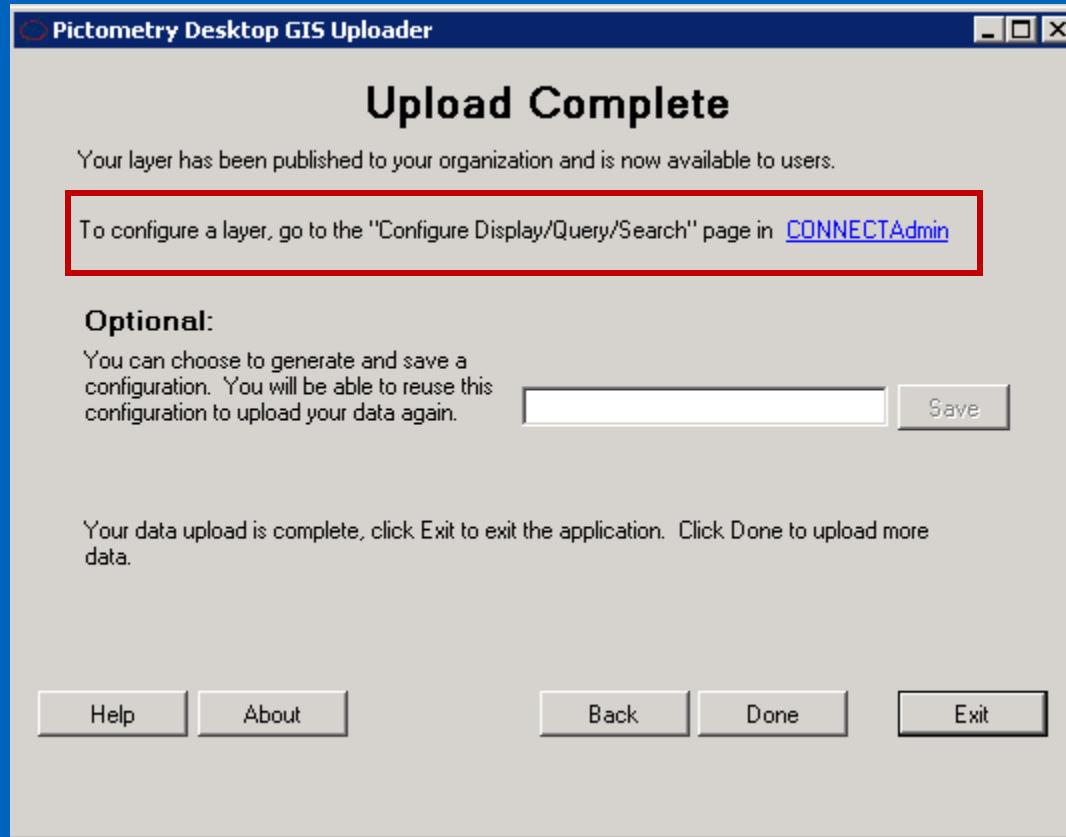 Pictometry Desktop GIS Uploader
Upload Complete
Your layer has been published to your organization and is now available to users.
To configure a layer, go to the "Configure Display/Query/Search" page in CONNECTAdmin
Optional:
You can choose to generate and save a
configuration. You will be able to reuse this
configuration to upload your data again.
Save
Your data upload is complete, click Exit to exit the application. Click Done to upload more
data.
Help About Back Done Exit